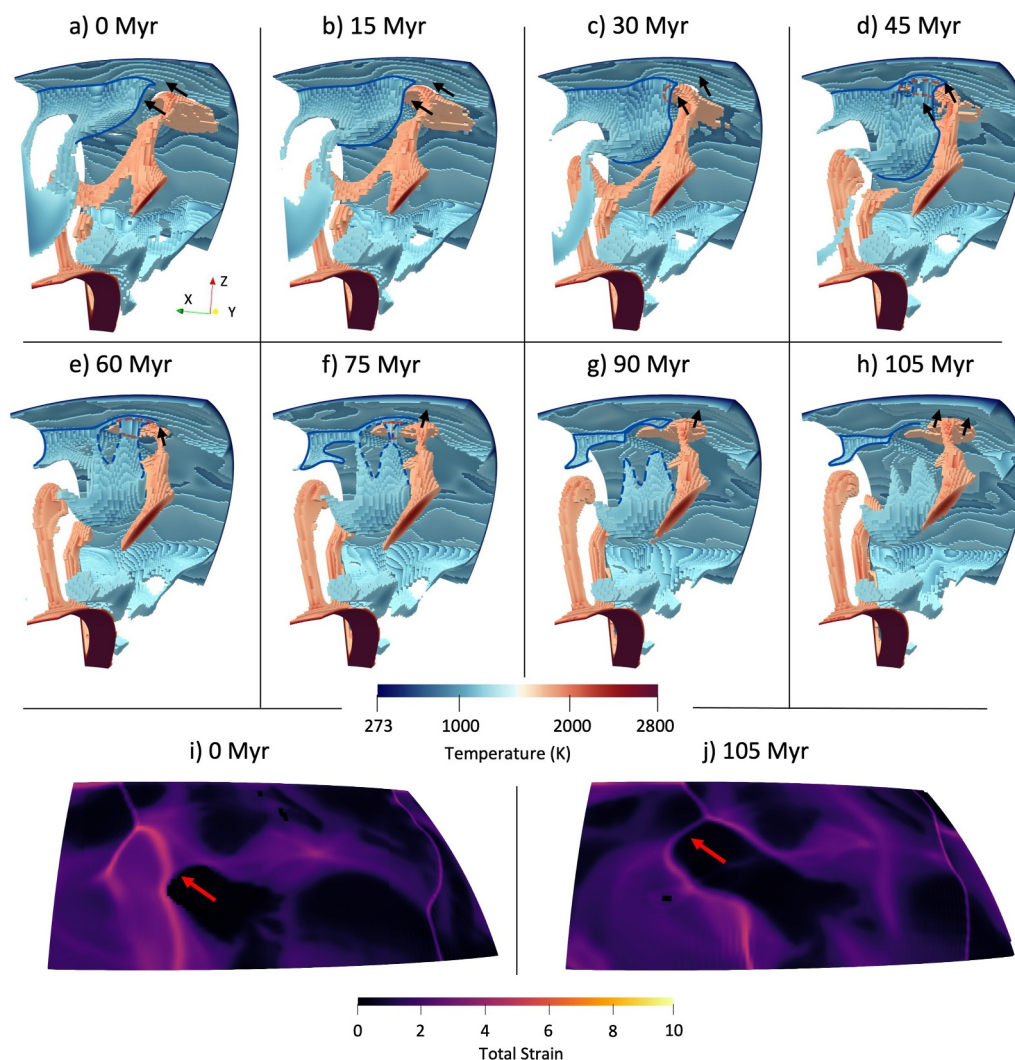 a) 0 Myr
b) 15 Myr
c) 30 Myr
d) 45 Myr
Z
X
Y
e) 60 Myr
f) 75 Myr
g) 90 Myr
h) 105 Myr
273 1000 2000 2800
Temperature (K)
i) 0 Myr
j) 105 Myr
0 2 4 6 8 10
Total Strain